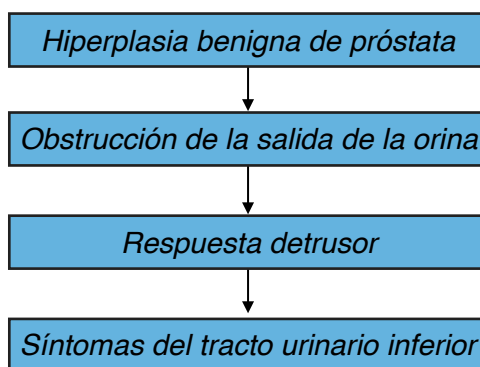 Hiperplasia benigna de próstata
Obstrucción de la salida de la orina
Respuesta detrusor
Síntomas del tracto urinario inferior